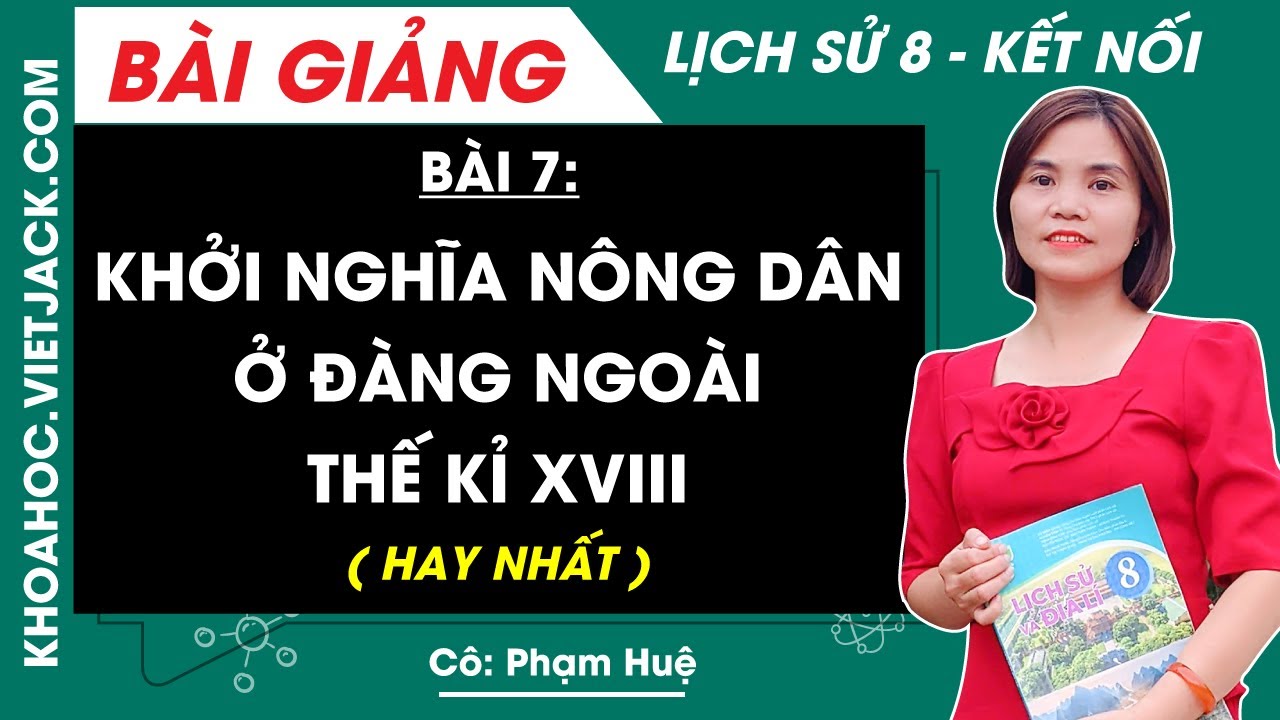 BÀI GIẢNG
LỊCH SỬ 8 - KẾT NỐI
KHOAHOC.VIETJACK.COM
BÀI 7:
KHỞI NGHĨA NÔNG DÂN
Ở ĐÀNG NGOÀI
THẾ KỈ XVIII
( HAY NHẤT )
Cô: Phạm Huệ
LỊCH SỬ
VÀ ĐỊA LÍ
8